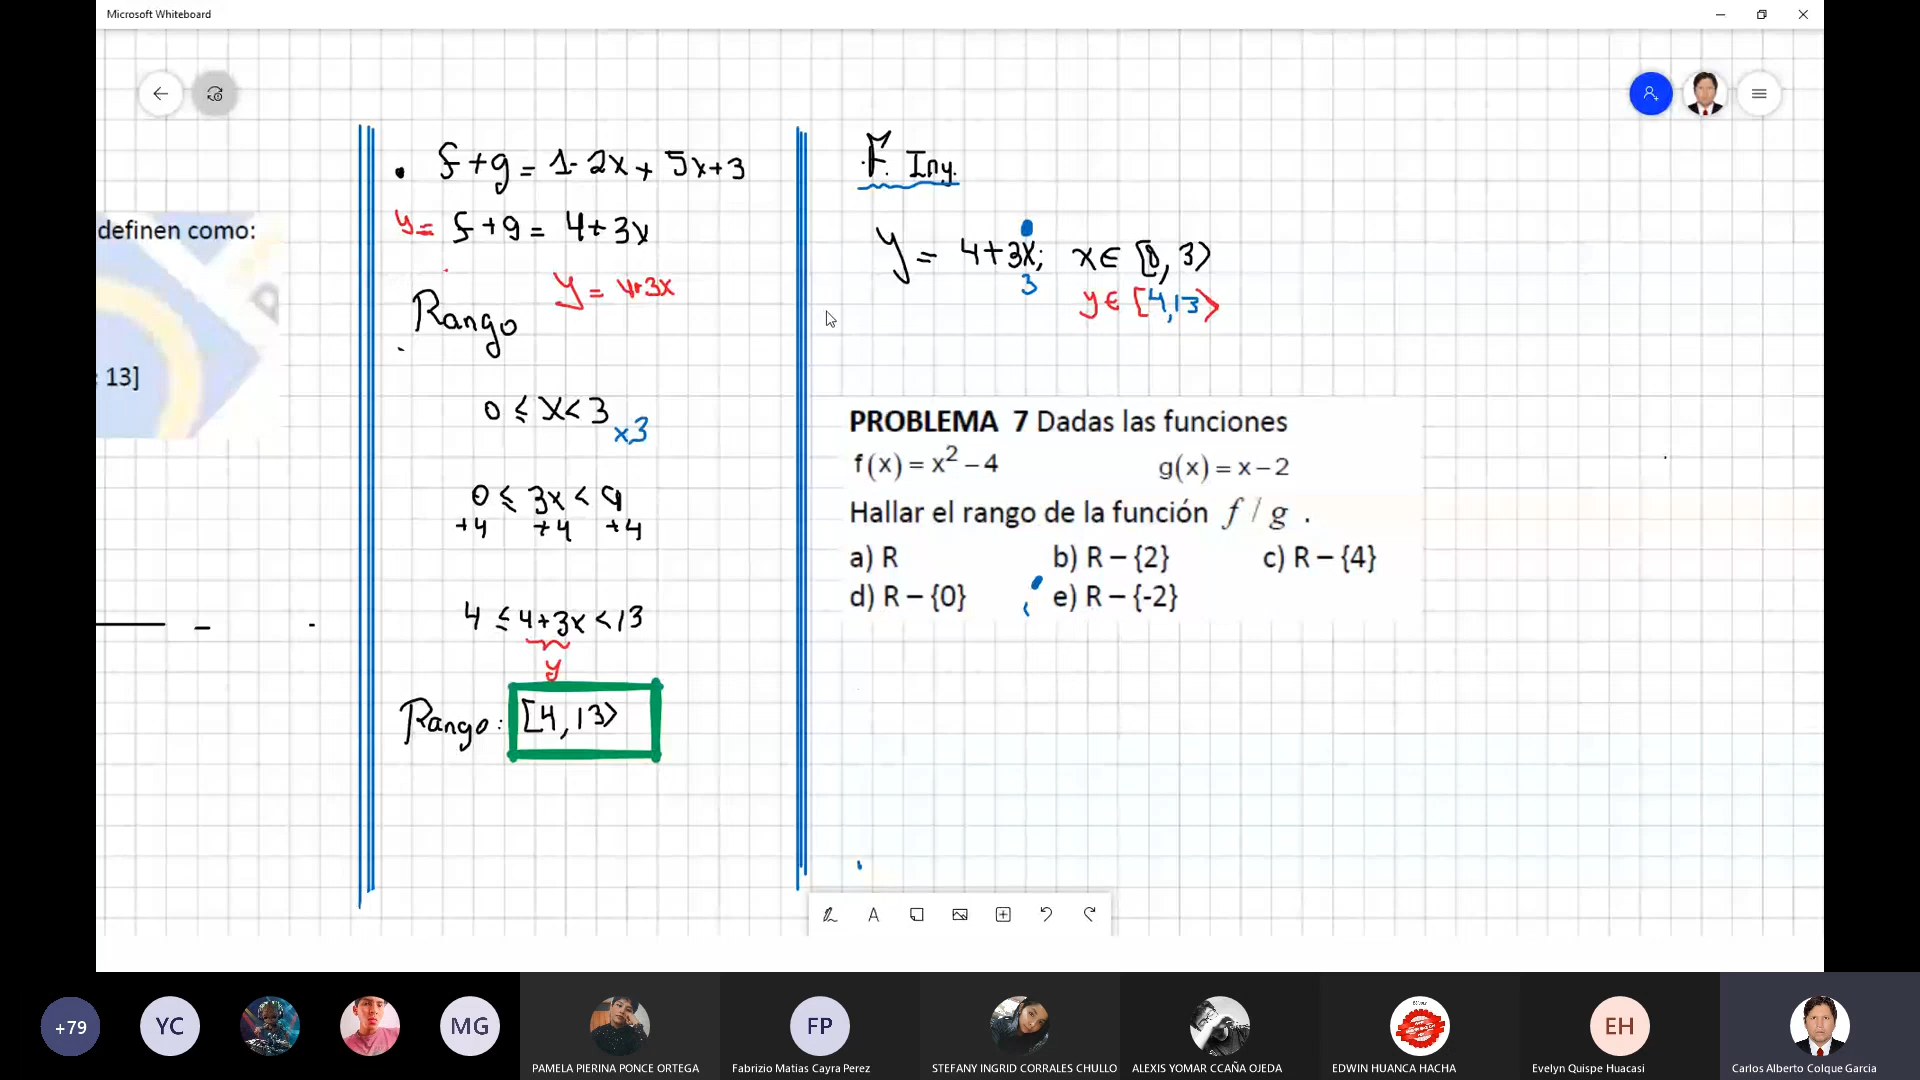 Microsoft Whiteboard
definen como:
: 13]
• f+g = 1-2x + 5x+3
y= f+g = 4+3x
y = 4+3x
Rango
0 ≤ x < 3
x3
0 ≤ 3x < 9
+4 +4 +4
4 ≤ 4+3x < 13
y
Rango: [4,13⟩
F. Iny.
y = 4+3x; x∈ [0, 3⟩
3
y∈ [4,13⟩
PROBLEMA 7 Dadas las funciones
f(x) = x² – 4 g(x) = x – 2
Hallar el rango de la función f / g .
a) R b) R – {2} c) R – {4}
d) R – {0} e) R – {-2}
A
+79
YC
MG
FP
EH
PAMELA PIERINA PONCE ORTEGA
Fabrizio Matias Cayra Perez
STEFANY INGRID CORRALES CHULLO
ALEXIS YOMAR CCAÑA OJEDA
EDWIN HUANCA HACHA
Evelyn Quispe Huacasi
Carlos Alberto Colque Garcia